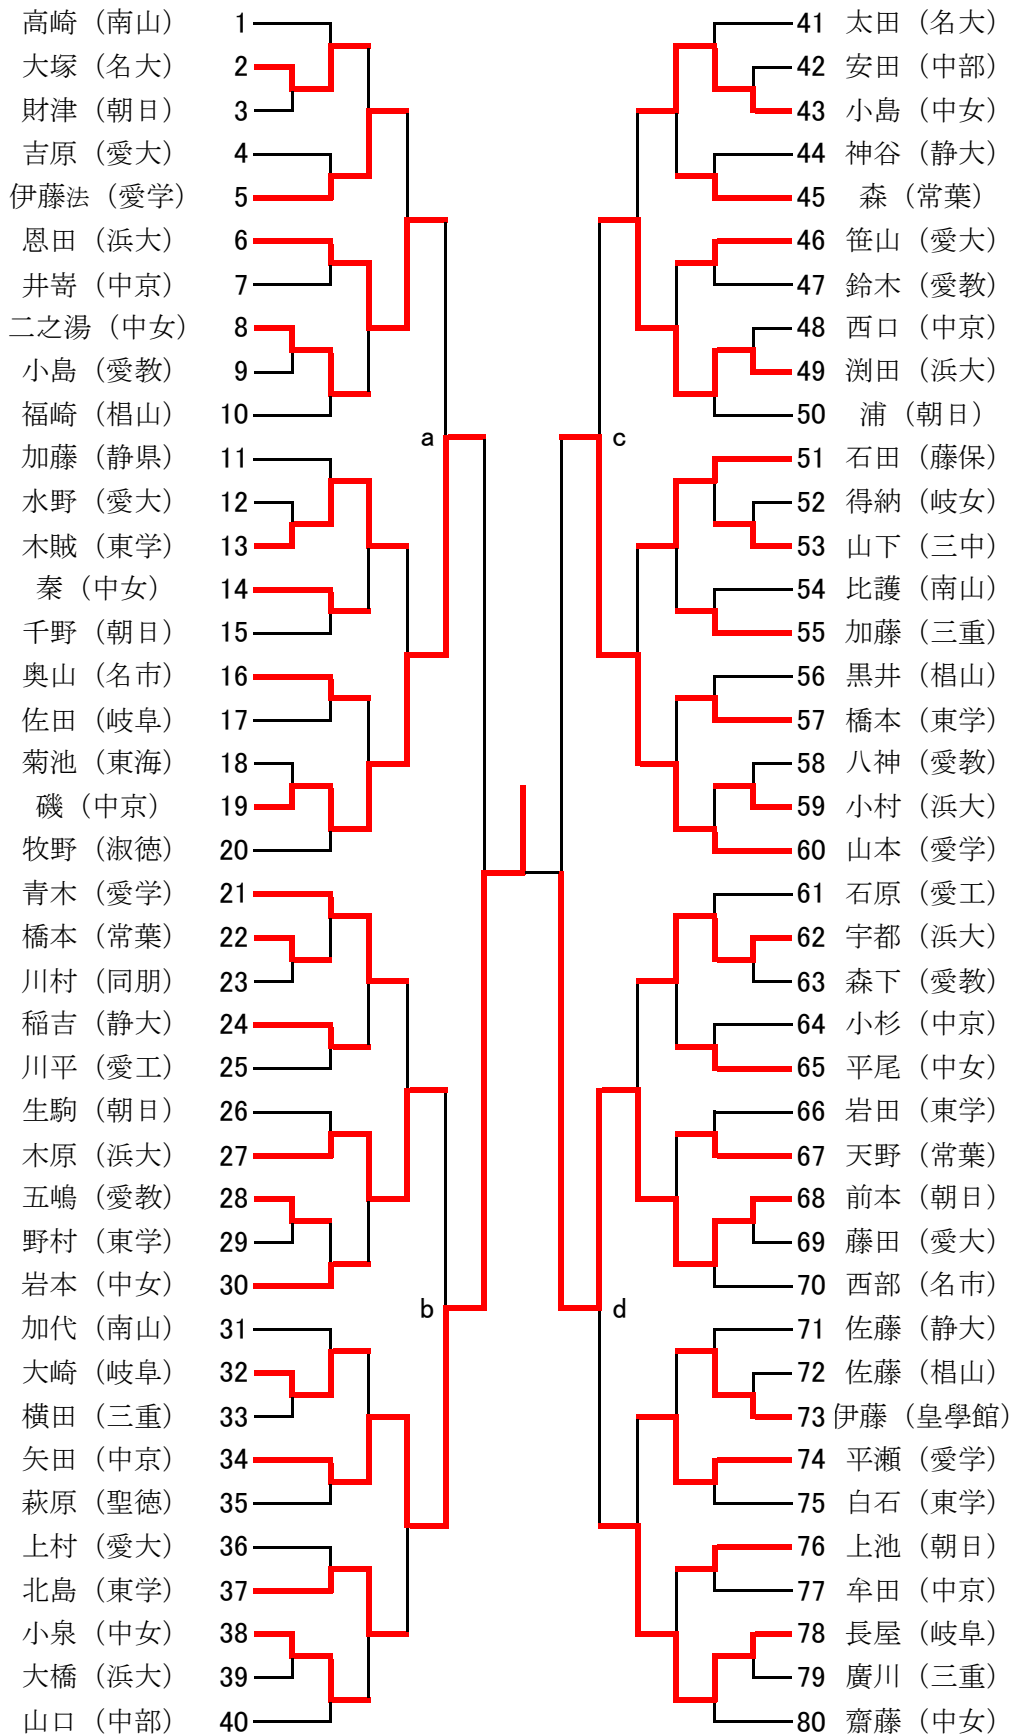 高崎（南山） 1
大塚（名大） 2
財津（朝日） 3
吉原（愛大） 4
伊藤法（愛学） 5
恩田（浜大） 6
井嵜（中京） 7
二之湯（中女） 8
小島（愛教） 9
福崎（椙山） 10
加藤（静県） 11
水野（愛大） 12
木賊（東学） 13
秦（中女） 14
千野（朝日） 15
奥山（名市） 16
佐田（岐阜） 17
菊池（東海） 18
磯（中京） 19
牧野（淑徳） 20
青木（愛学） 21
橋本（常葉） 22
川村（同朋） 23
稲吉（静大） 24
川平（愛工） 25
生駒（朝日） 26
木原（浜大） 27
五嶋（愛教） 28
野村（東学） 29
岩本（中女） 30
加代（南山） 31
大崎（岐阜） 32
横田（三重） 33
矢田（中京） 34
萩原（聖徳） 35
上村（愛大） 36
北島（東学） 37
小泉（中女） 38
大橋（浜大） 39
山口（中部） 40
a
b
c
d
41 太田（名大）
42 安田（中部）
43 小島（中女）
44 神谷（静大）
45 森（常葉）
46 笹山（愛大）
47 鈴木（愛教）
48 西口（中京）
49 渕田（浜大）
50 浦（朝日）
51 石田（藤保）
52 得納（岐女）
53 山下（三中）
54 比護（南山）
55 加藤（三重）
56 黒井（椙山）
57 橋本（東学）
58 八神（愛教）
59 小村（浜大）
60 山本（愛学）
61 石原（愛工）
62 宇都（浜大）
63 森下（愛教）
64 小杉（中京）
65 平尾（中女）
66 岩田（東学）
67 天野（常葉）
68 前本（朝日）
69 藤田（愛大）
70 西部（名市）
71 佐藤（静大）
72 佐藤（椙山）
73 伊藤（皇學館）
74 平瀬（愛学）
75 白石（東学）
76 上池（朝日）
77 牟田（中京）
78 長屋（岐阜）
79 廣川（三重）
80 齋藤（中女）